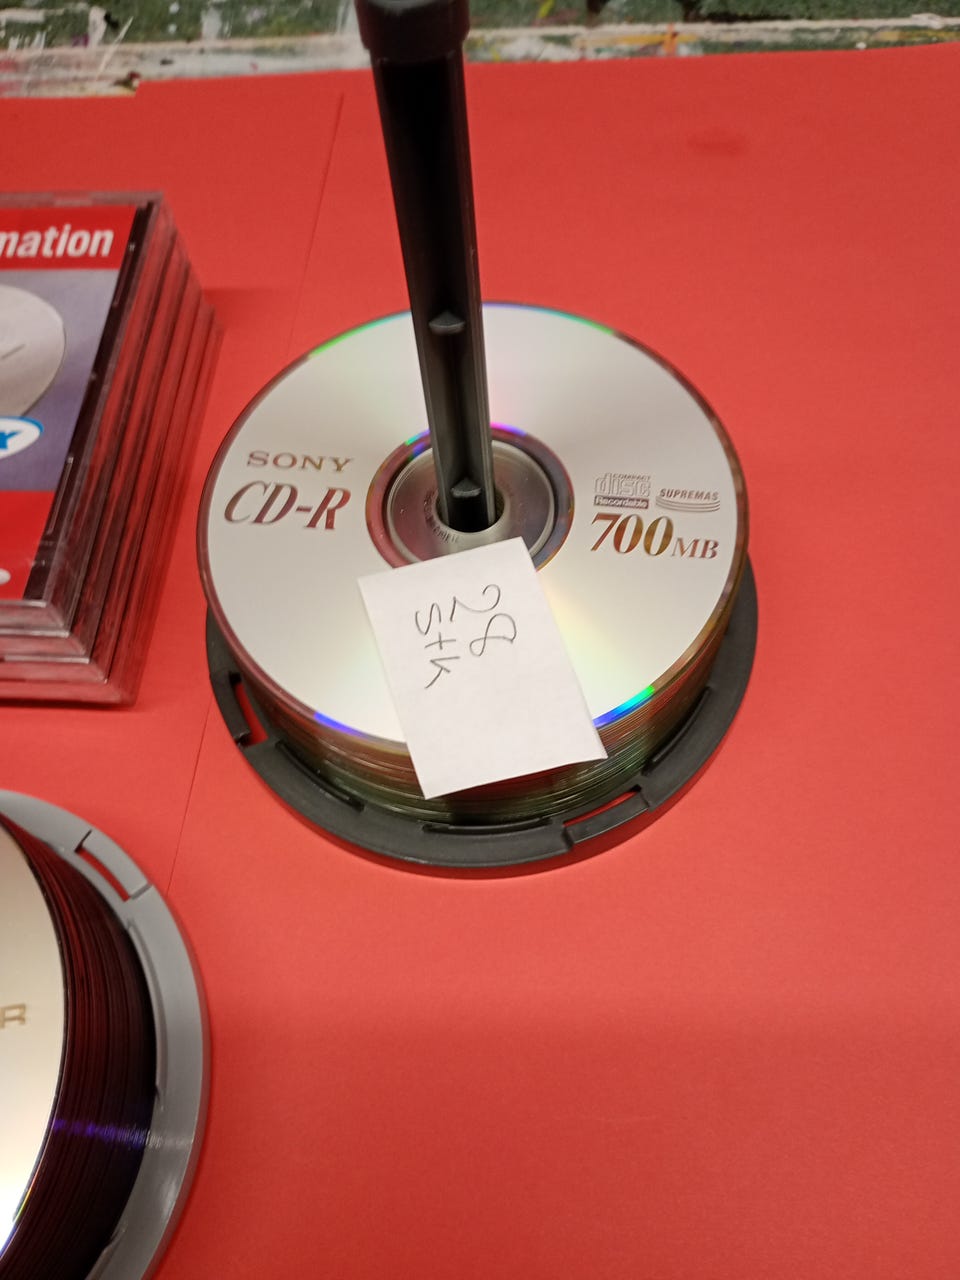 mation
SONY
CD-R
COMPACT
disc
Recordable
SUPREMAS
700MB
28
Stk
R